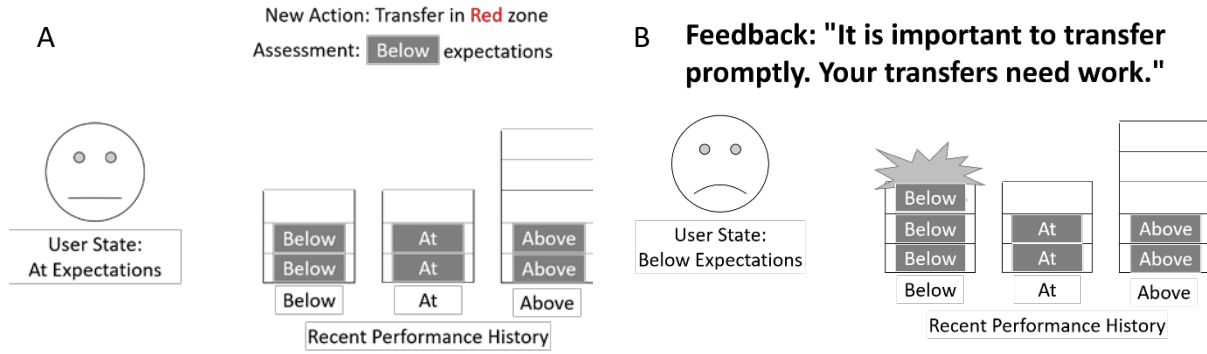 A
New Action: Transfer in Red zone
Assessment: Below expectations
User State:
At Expectations
Below At Above
Below At Above
Below At Above
Recent Performance History
B
Feedback: "It is important to transfer
promptly. Your transfers need work."
User State:
Below Expectations
Below
Below At Above
Below At Above
Below At Above
Recent Performance History